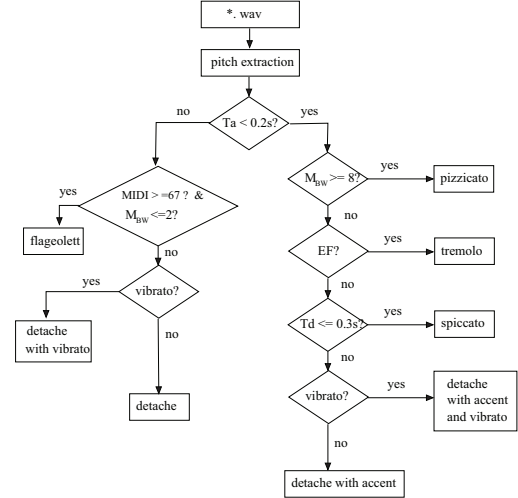 *. wav
pitch extraction
no
yes
Ta < 0.2s?
MIDI > =67 ? &
M_BW <=2?
yes
flageolett
no
vibrato?
yes
detache
with vibrato
no
detache
M_BW >= 8?
yes
pizzicato
no
EF?
yes
tremolo
no
Td <= 0.3s?
yes
spiccato
no
vibrato?
yes
detache
with accent
and vibrato
no
detache with accent